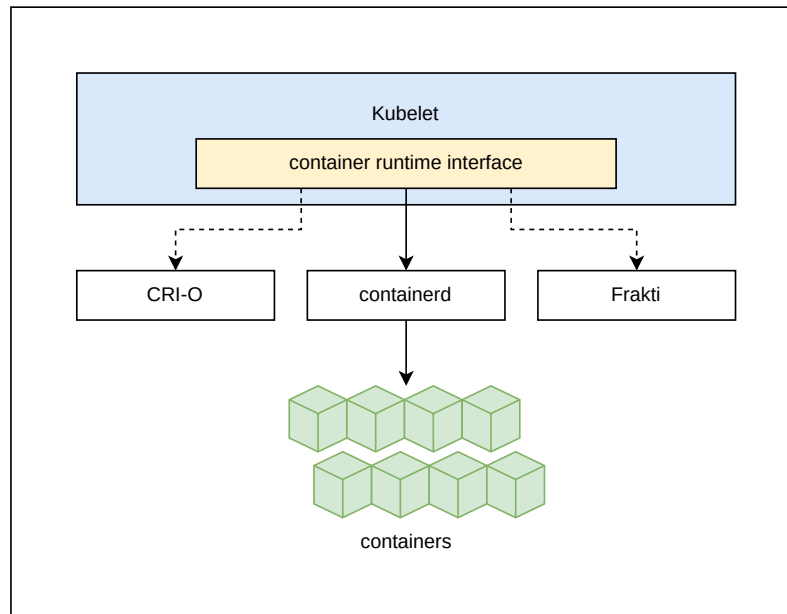 Kubelet
container runtime interface
CRI-O
containerd
Frakti
containers